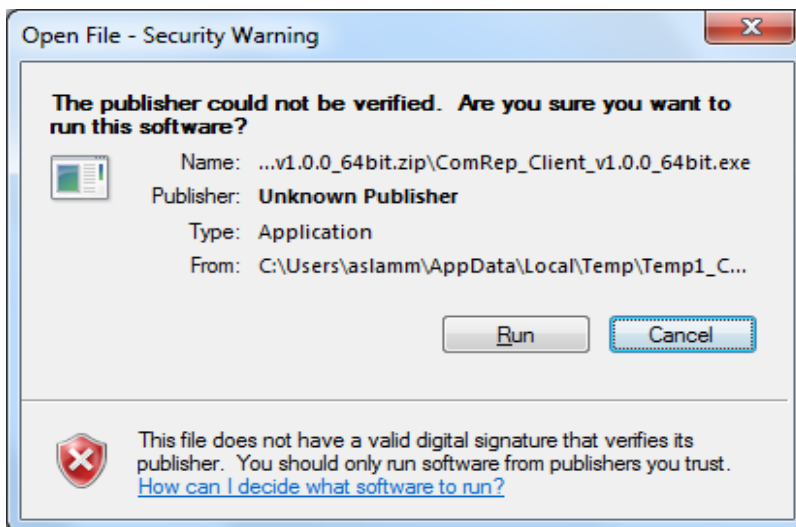 Open File - Security Warning
The publisher could not be verified. Are you sure you want to
run this software?
Name: ...v1.0.0_64bit.zip\ComRep_Client_v1.0.0_64bit.exe
Publisher: Unknown Publisher
Type: Application
From: C:\Users\aslamm\AppData\Local\Temp\Temp1_C...
Run Cancel
This file does not have a valid digital signature that verifies its
publisher. You should only run software from publishers you trust.
How can I decide what software to run?